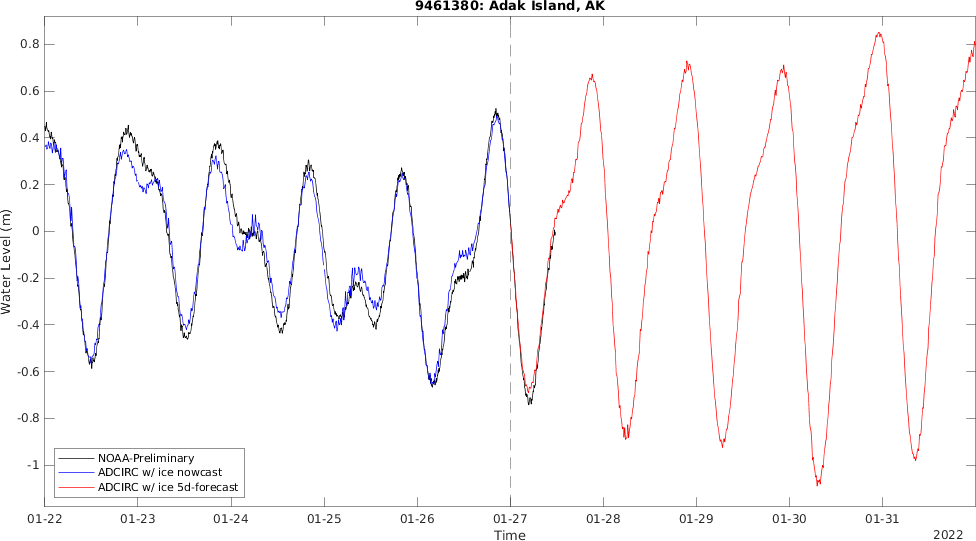 9461380: Adak Island, AK
0.8
0.6
0.4
0.2
0
-0.2
-0.4
-0.6
-0.8
-1
Water Level (m)
NOAA-Preliminary
ADCIRC w/ ice nowcast
ADCIRC w/ ice 5d-forecast
01-22 01-23 01-24 01-25 01-26 01-27 01-28 01-29 01-30 01-31
Time
2022